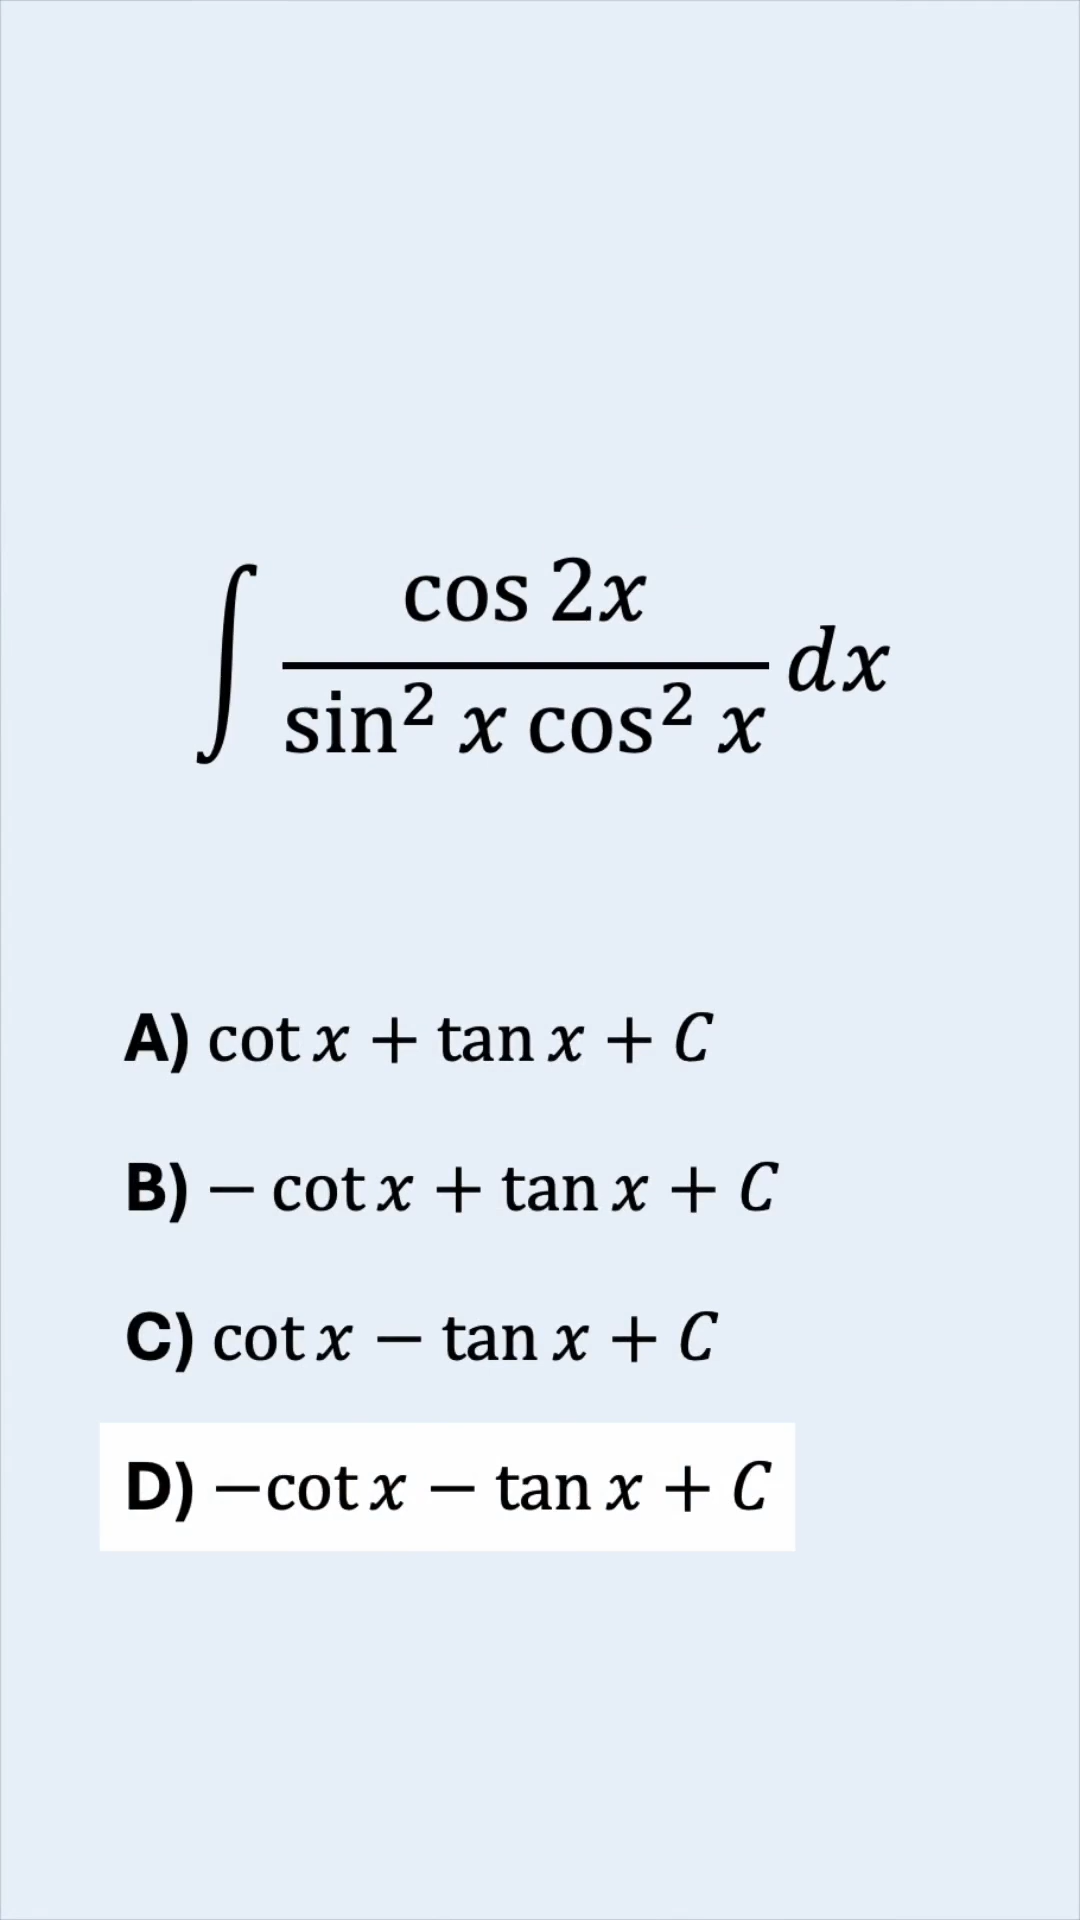 ∫ cos 2x / sin² x cos² x dx
A) cot x + tan x + C
B) − cot x + tan x + C
C) cot x − tan x + C
D) −cot x − tan x + C